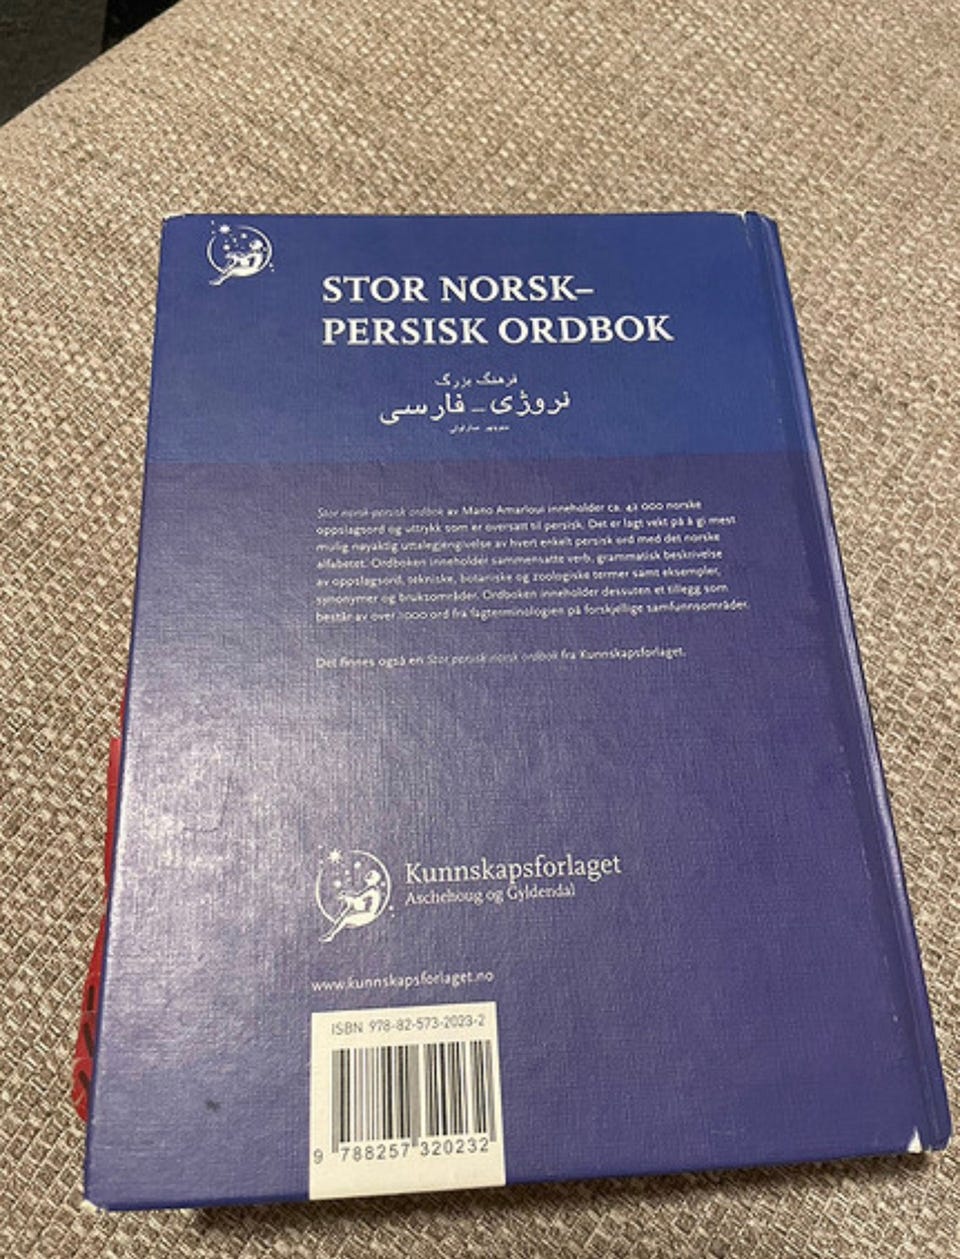 STOR NORSK–
PERSISK ORDBOK
فرهنگ بزرگ
نروژی – فارسی
Stor norsk-persisk ordbok av Mano Amarloui inneholder ca. 42 000 norske
oppslagsord og uttrykk som er oversatt til persisk. Det er lagt vekt på å gi mest
mulig nøyaktig uttalegjengivelse av hvert enkelt persisk ord med det norske
alfabetet. Ordboken inneholder sammensatte verb, grammatisk beskrivelse
av oppslagsord, tekniske, botaniske og zoologiske termer samt eksempler,
synonymer og bruksområder. Ordboken inneholder dessuten et tillegg som
består av over 2000 ord fra fagterminologien på forskjellige samfunnsområder.
Det finnes også en Stor persisk-norsk ordbok fra Kunnskapsforlaget.
Kunnskapsforlaget
Aschehoug og Gyldendal
www.kunnskapsforlaget.no
ISBN 978-82-573-2023-2
9 788257 320232